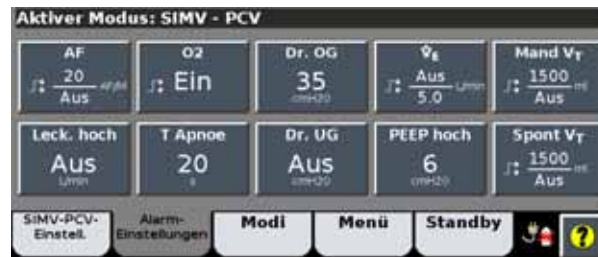 Aktiver Modus: SIMV - PCV
AF O2 Dr. OG V̇E Mand VT
20 AF/M Ein 35 Aus L/min 1500 ml
Aus cmH2O 5.0 Aus
Leck. hoch T Apnoe Dr. UG PEEP hoch Spont VT
Aus 20 Aus 6 1500 ml
L/min s cmH2O cmH2O Aus
SIMV-PCV- Alarm- Modi Menü Standby ?
Einstell. Einstellungen